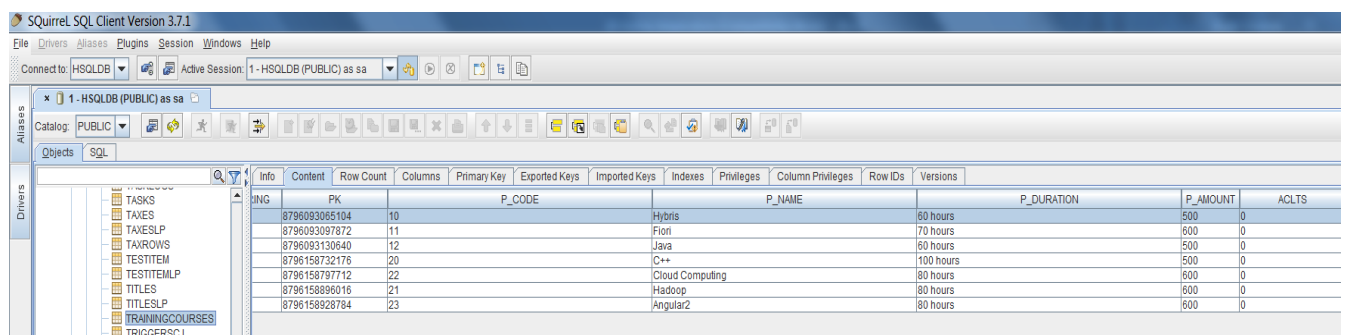 SQuirreL SQL Client Version 3.7.1
File Drivers Aliases Plugins Session Windows Help
Connect to: HSQLDB Active Session: 1 - HSQLDB (PUBLIC) as sa
1 - HSQLDB (PUBLIC) as sa
Aliases
Catalog: PUBLIC
Objects SQL
Info Content Row Count Columns Primary Key Exported Keys Imported Keys Indexes Privileges Column Privileges Row IDs Versions
Drivers
TASKS
TAXES
TAXESLP
TAXROWS
TESTITEM
TESTITEMLP
TITLES
TITLESLP
TRAININGCOURSES
RING PK P_CODE P_NAME P_DURATION P_AMOUNT ACLTS
8796093065104 10 Hybris 60 hours 500 0
8796093097872 11 Fiori 70 hours 600 0
8796093130640 12 Java 60 hours 500 0
8796158732176 20 C++ 100 hours 500 0
8796158797712 22 Cloud Computing 80 hours 600 0
8796158896016 21 Hadoop 80 hours 600 0
8796158928784 23 Angular2 80 hours 600 0